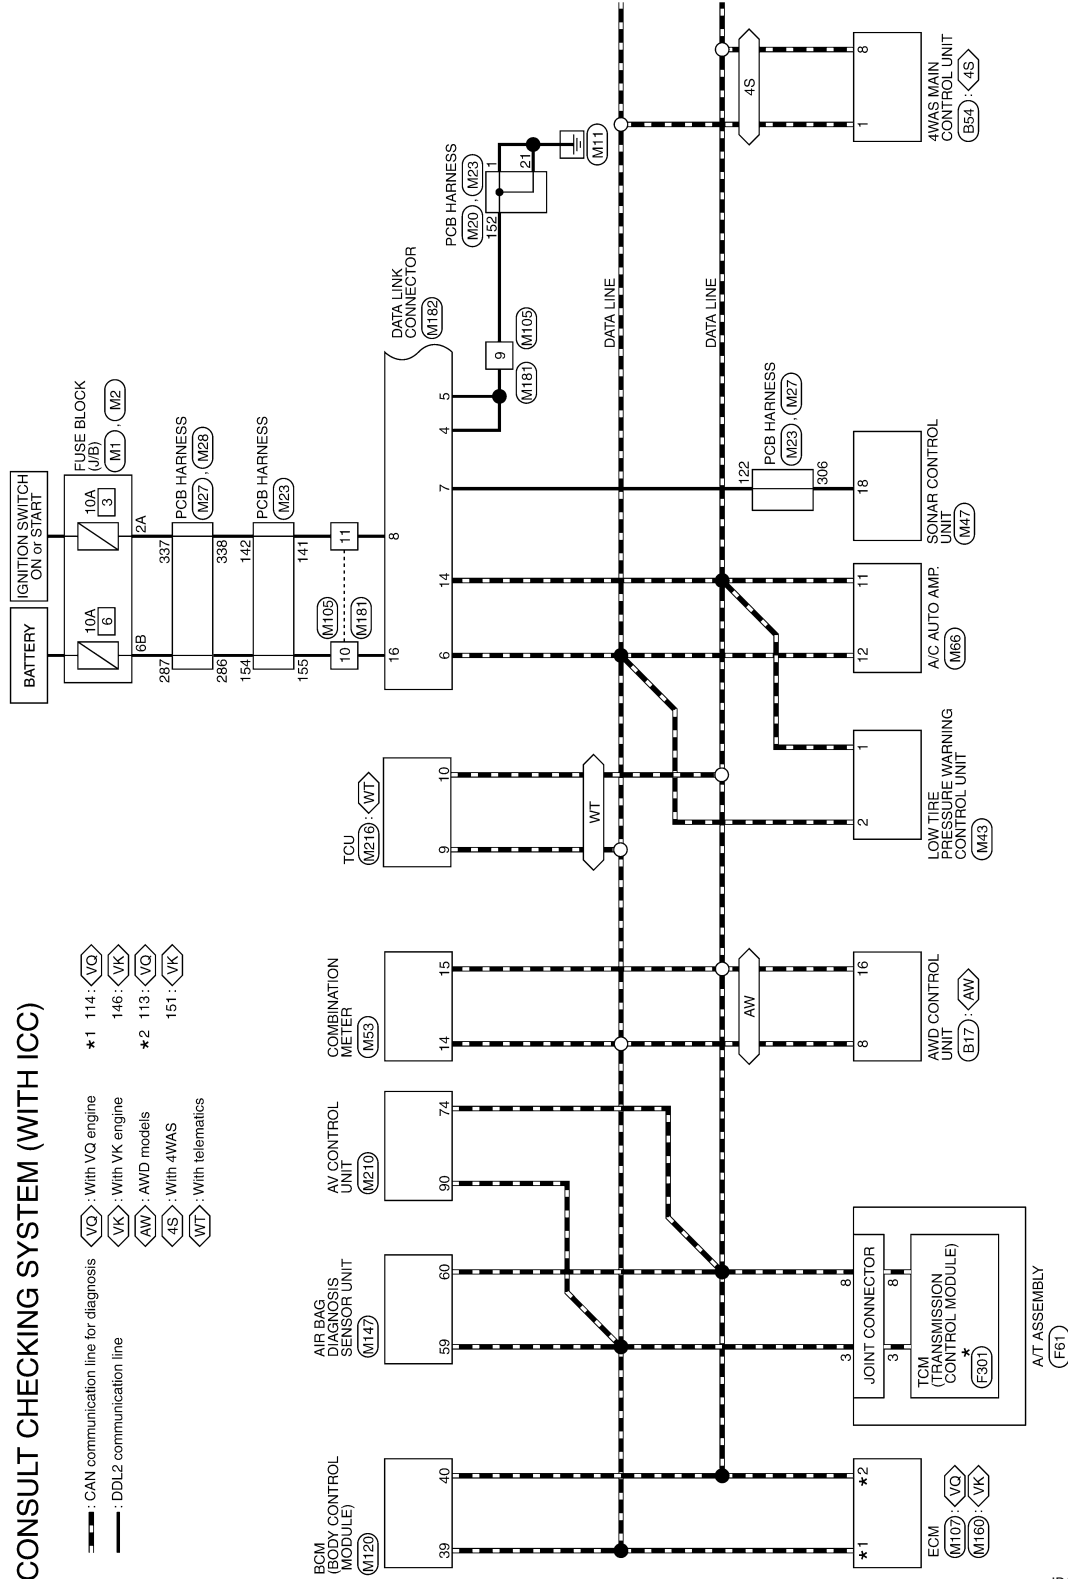 CONSULT CHECKING SYSTEM (WITH ICC)
: CAN communication line for diagnosis
: DDL2 communication line
VQ : With VQ engine
VK : With VK engine
AW : AWD models
4S : With 4WAS
WT : With telematics
*1 114 : VQ
146 : VK
*2 113 : VQ
151 : VK
BATTERY
IGNITION SWITCH
ON or START
FUSE BLOCK
(J/B)
M1 , M2
10A
6
10A
3
6B
2A
287
337
PCB HARNESS
M27 , M28
286
338
154
142
PCB HARNESS
M23
155
141
M105
10
11
M181
16
8
DATA LINK
CONNECTOR
M182
6
14
7
4
5
M181
9
M105
PCB HARNESS
M20 , M23
152
1
21
M11
BCM
(BODY CONTROL
MODULE)
M120
39
40
AIR BAG
DIAGNOSIS
SENSOR UNIT
M147
59
60
AV CONTROL
UNIT
M210
90
74
COMBINATION
METER
M53
14
15
TCU
M216 : WT
9
10
WT
DATA LINE
DATA LINE
*1
*2
ECM
M107 : VQ
M160 : VK
3
8
JOINT CONNECTOR
3
8
TCM
(TRANSMISSION
CONTROL MODULE)
*
F301
A/T ASSEMBLY
F61
AW
8
16
AWD CONTROL
UNIT
B17 : AW
2
1
LOW TIRE
PRESSURE WARNING
CONTROL UNIT
M43
12
11
A/C AUTO AMP.
M66
122
PCB HARNESS
M23 , M27
306
18
SONAR CONTROL
UNIT
M47
4S
1
8
4WAS MAIN
CONTROL UNIT
B54 : 4S